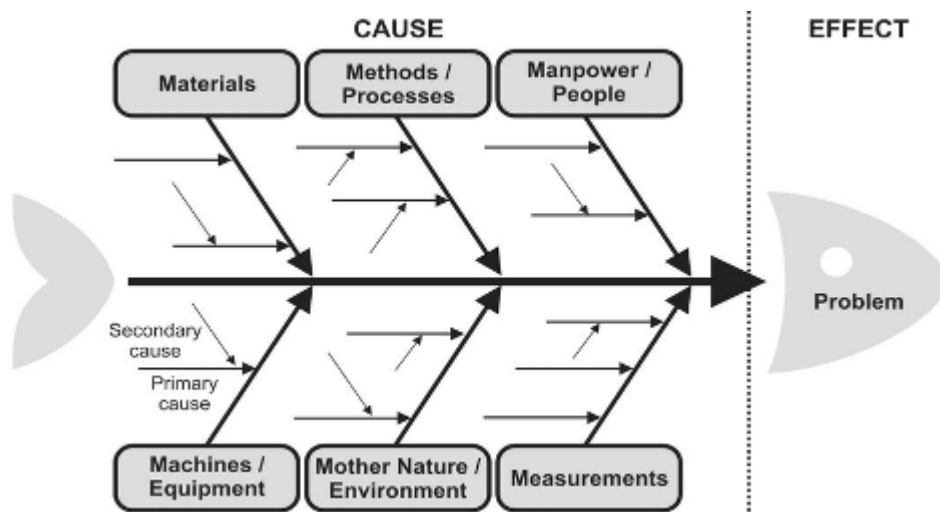 CAUSE
EFFECT
Materials
Methods /
Processes
Manpower /
People
Problem
Secondary
cause
Primary
cause
Machines /
Equipment
Mother Nature /
Environment
Measurements